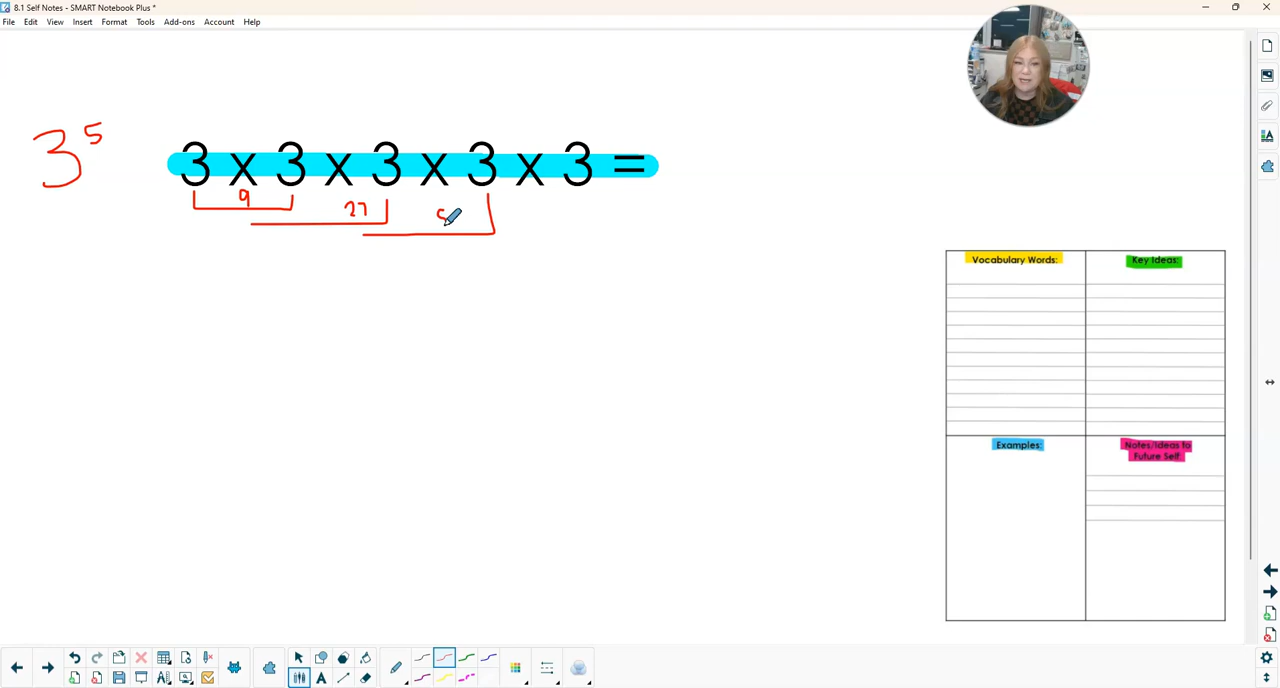 8.1 Self Notes - SMART Notebook Plus *
File Edit View Insert Format Tools Add-ons Account Help
3⁵ 3 x 3 x 3 x 3 x 3 =
9 27
Vocabulary Words: Key Ideas:
Examples: Notes/Ideas to
Future Self